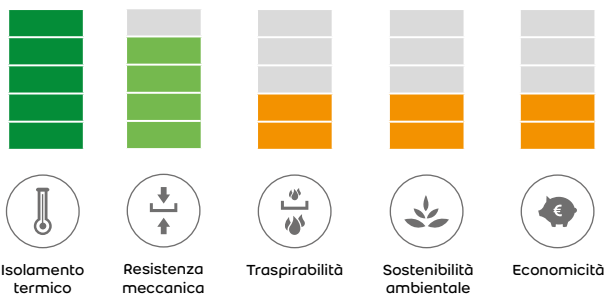 €
Isolamento
termico
Resistenza
meccanica
Traspirabilità
Sostenibilità
ambientale
Economicità